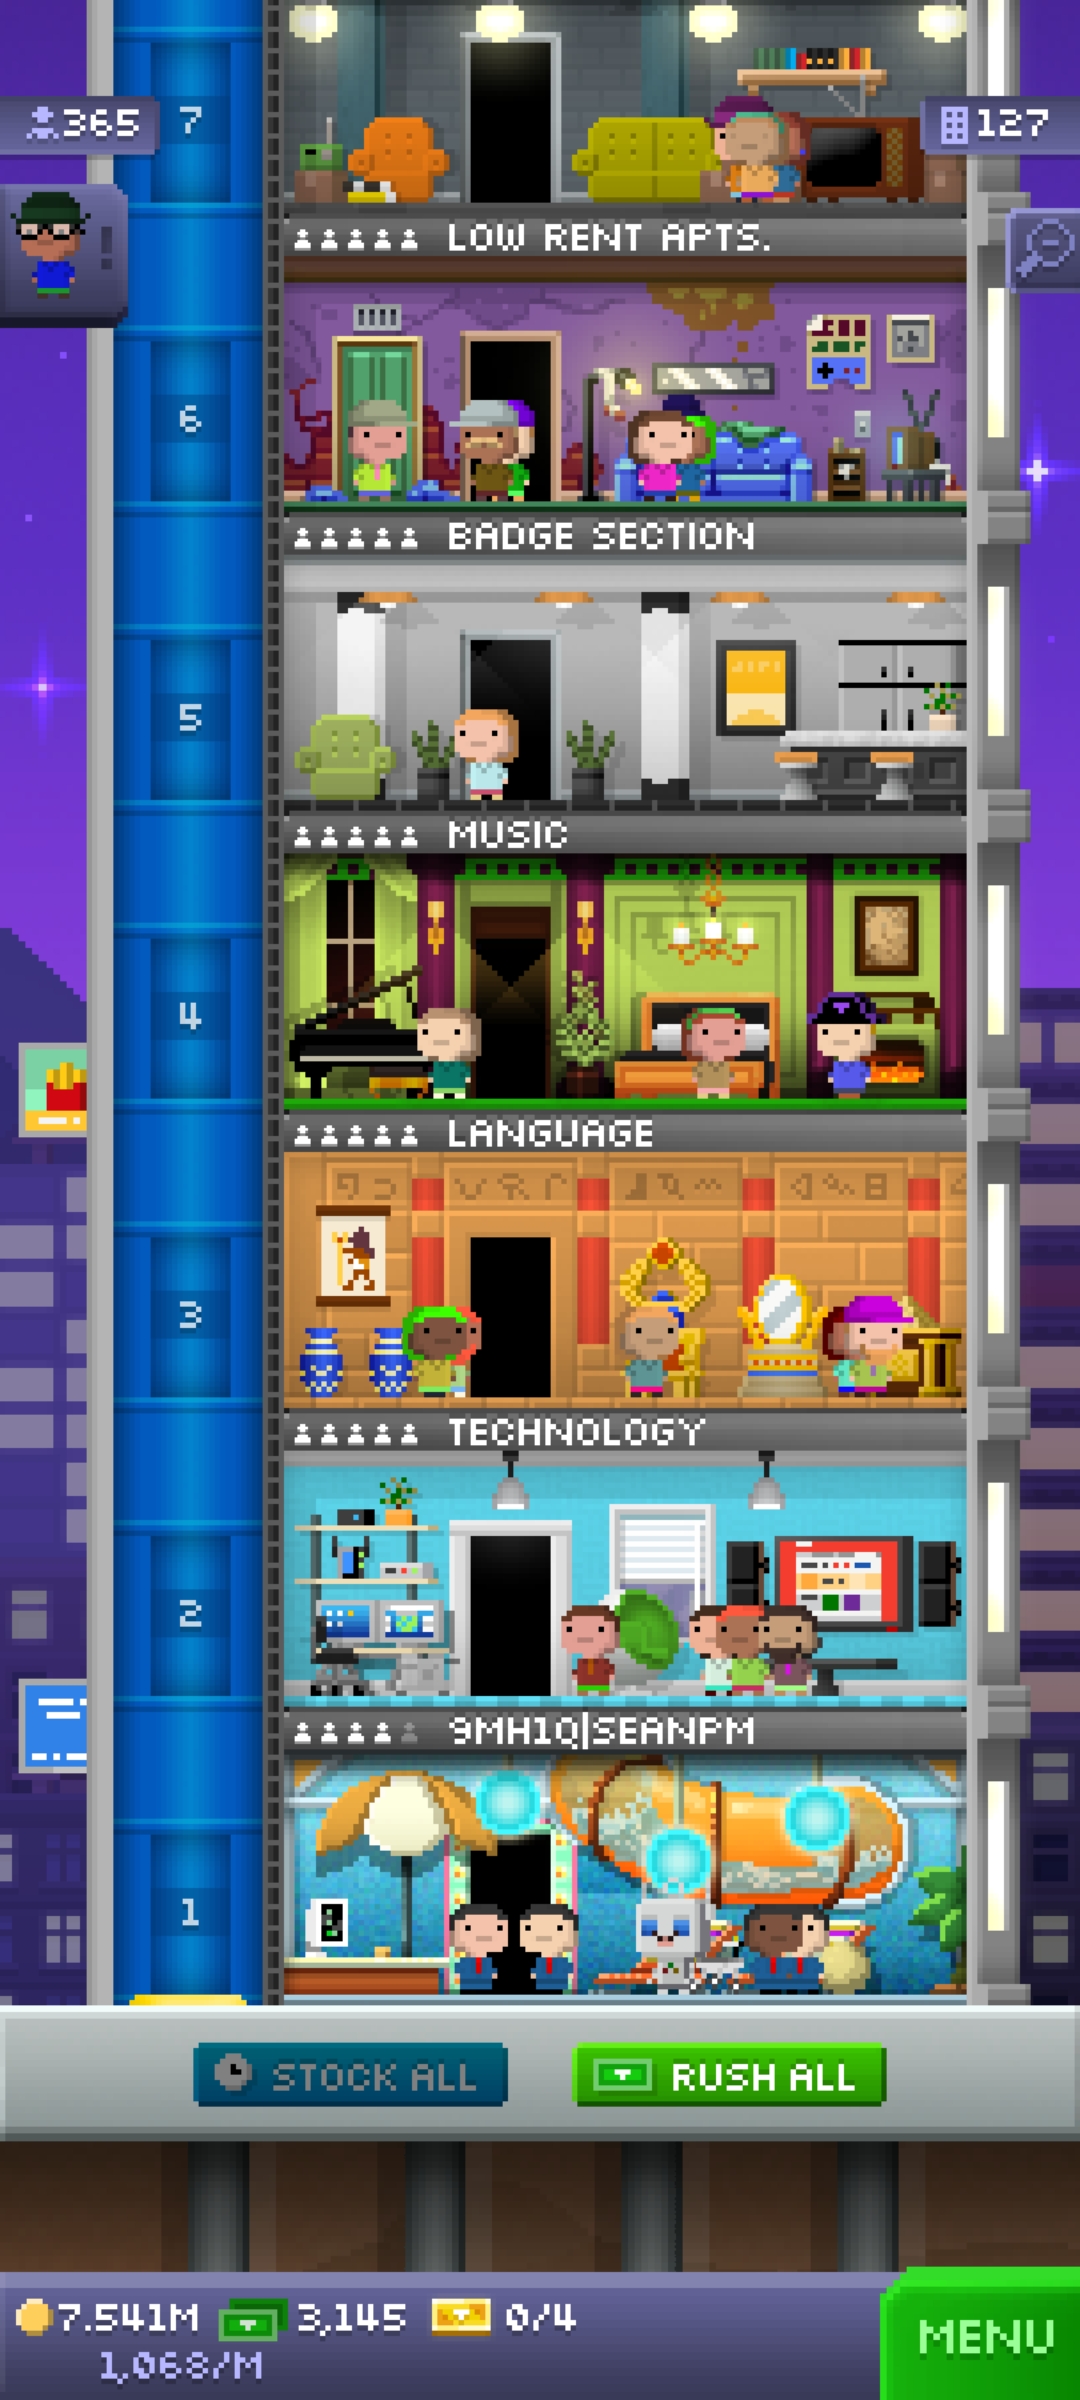 365
7
127
!
LOW RENT APTS.
6
BADGE SECTION
5
MUSIC
4
LANGUAGE
3
TECHNOLOGY
2
9MH1Q|SEANPM
1
STOCK ALL
RUSH ALL
7.541M
3,145
0/4
1,068/M
MENU